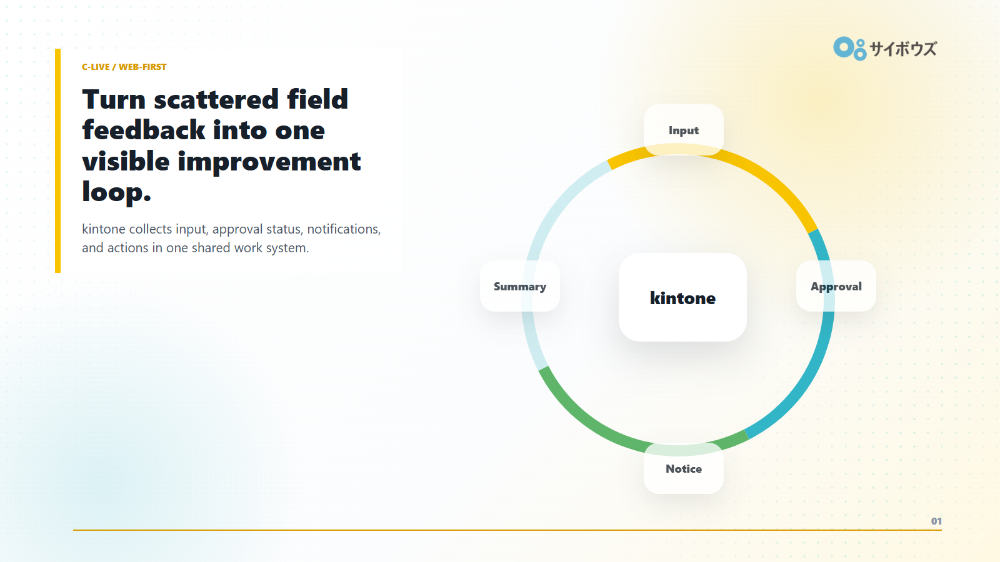 サイボウズ
C-LIVE / WEB-FIRST
Turn scattered field
feedback into one
visible improvement
loop.
kintone collects input, approval status, notifications,
and actions in one shared work system.
Input
Summary
kintone
Approval
Notice
01